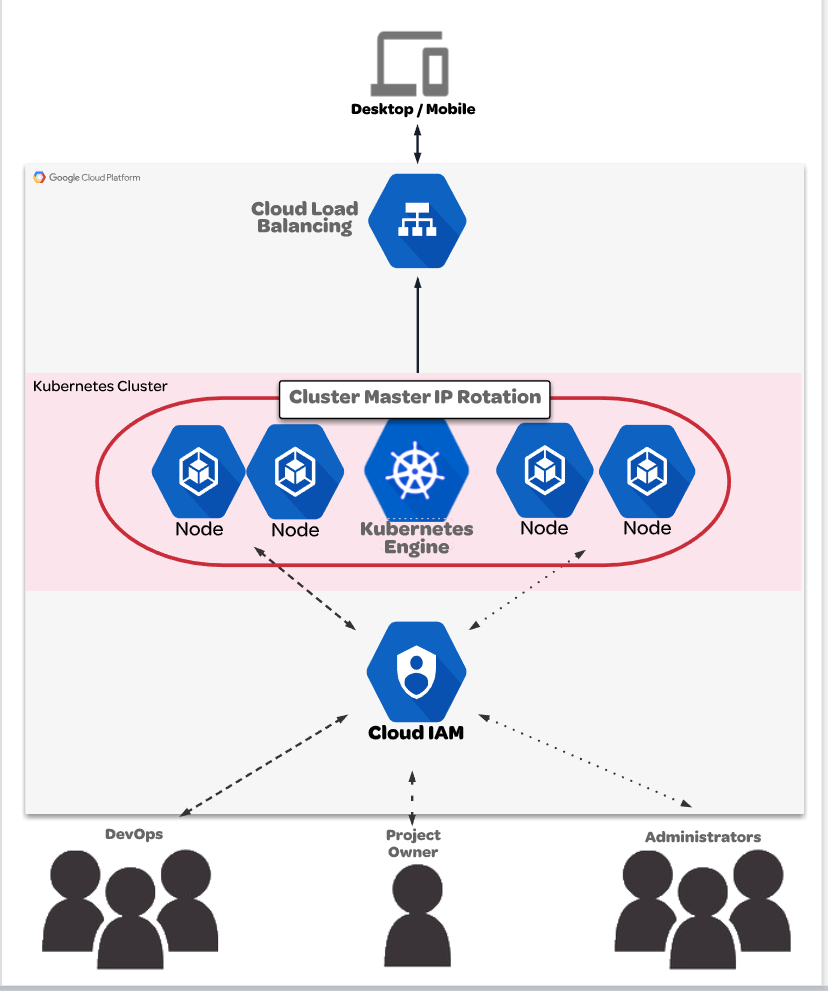 Desktop / Mobile
Google Cloud Platform
Cloud Load
Balancing
Kubernetes Cluster
Cluster Master IP Rotation
Node
Node
Kubernetes
Engine
Node
Node
Cloud IAM
DevOps
Project
Owner
Administrators